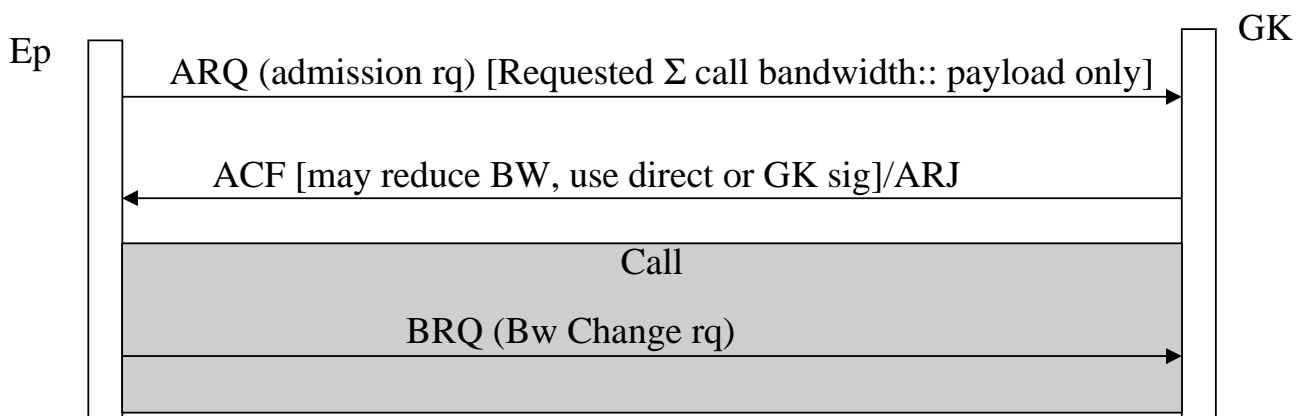 Ep
GK
ARQ (admission rq) [Requested Σ call bandwidth:: payload only]
ACF [may reduce BW, use direct or GK sig]/ARJ
Call
BRQ (Bw Change rq)